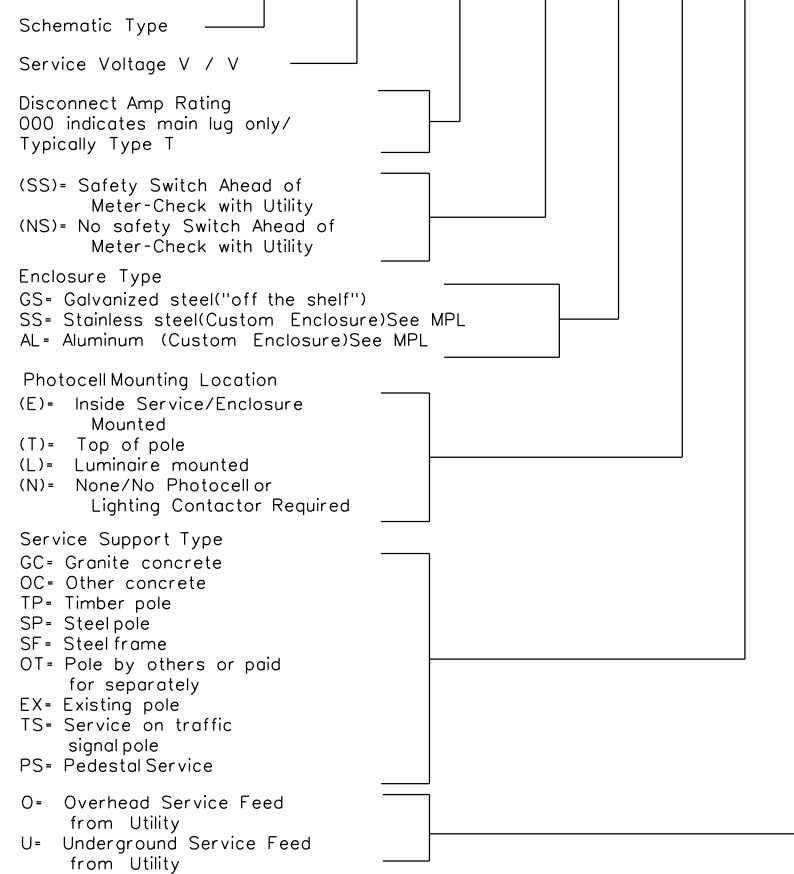 Schematic Type
Service Voltage V / V
Disconnect Amp Rating
000 indicates main lug only/
Typically Type T
(SS)= Safety Switch Ahead of
Meter-Check with Utility
(NS)= No safety Switch Ahead of
Meter-Check with Utility
Enclosure Type
GS= Galvanized steel("off the shelf")
SS= Stainless steel(Custom Enclosure)See MPL
AL= Aluminum (Custom Enclosure)See MPL
Photocell Mounting Location
(E)= Inside Service/Enclosure
Mounted
(T)= Top of pole
(L)= Luminaire mounted
(N)= None/No Photocell or
Lighting Contactor Required
Service Support Type
GC= Granite concrete
OC= Other concrete
TP= Timber pole
SP= Steel pole
SF= Steel frame
OT= Pole by others or paid
for separately
EX= Existing pole
TS= Service on traffic
signal pole
PS= Pedestal Service
O= Overhead Service Feed
from Utility
U= Underground Service Feed
from Utility